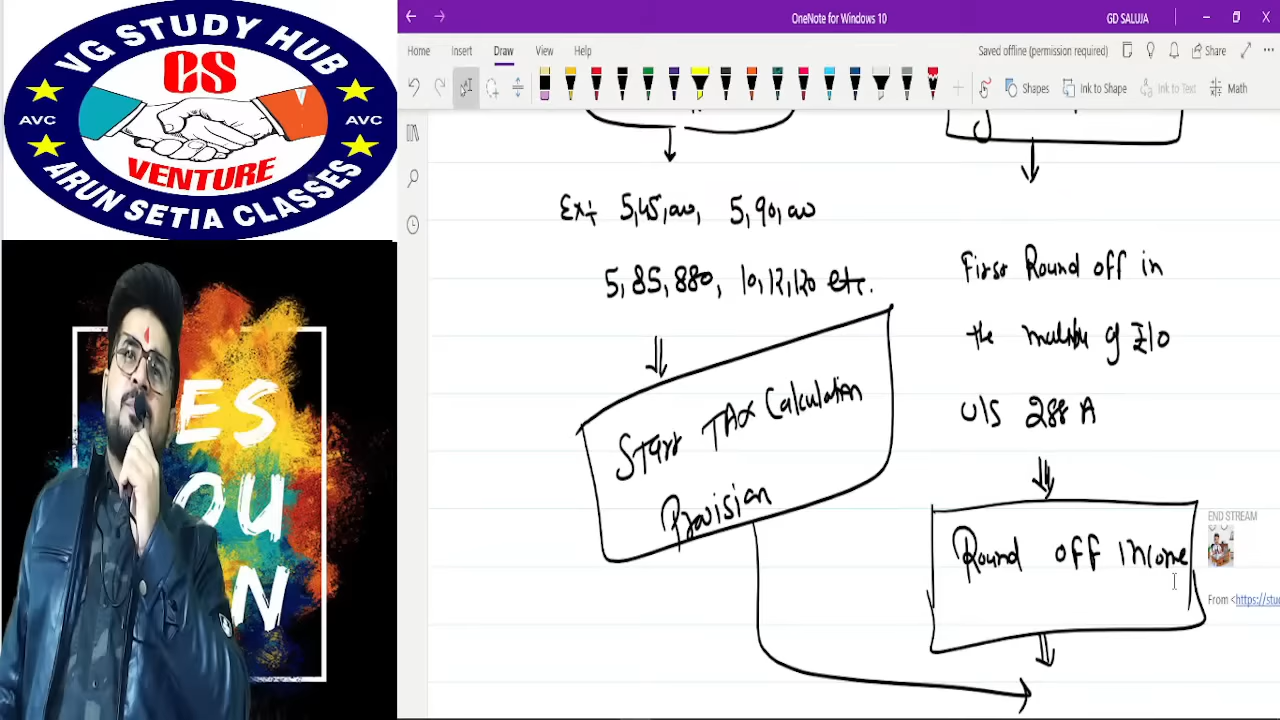 VG STUDY HUB
CS
AVC
AVC
VENTURE
ARUN SETIA CLASSES
ES
OU
N
OneNote for Windows 10
GD SALUJA
Home
Insert
Draw
View
Help
Saved offline (permission required)
Share
Shapes
Ink to Shape
Ink to Text
Math
Ex:- 5,45,000, 5,90,000
5,85,880, 10,12,120 etc.
Start TAX Calculation
Provision
First Round off in
the multiple of ₹10
U/S 288 A
Round off income
END STREAM
From <https://stu